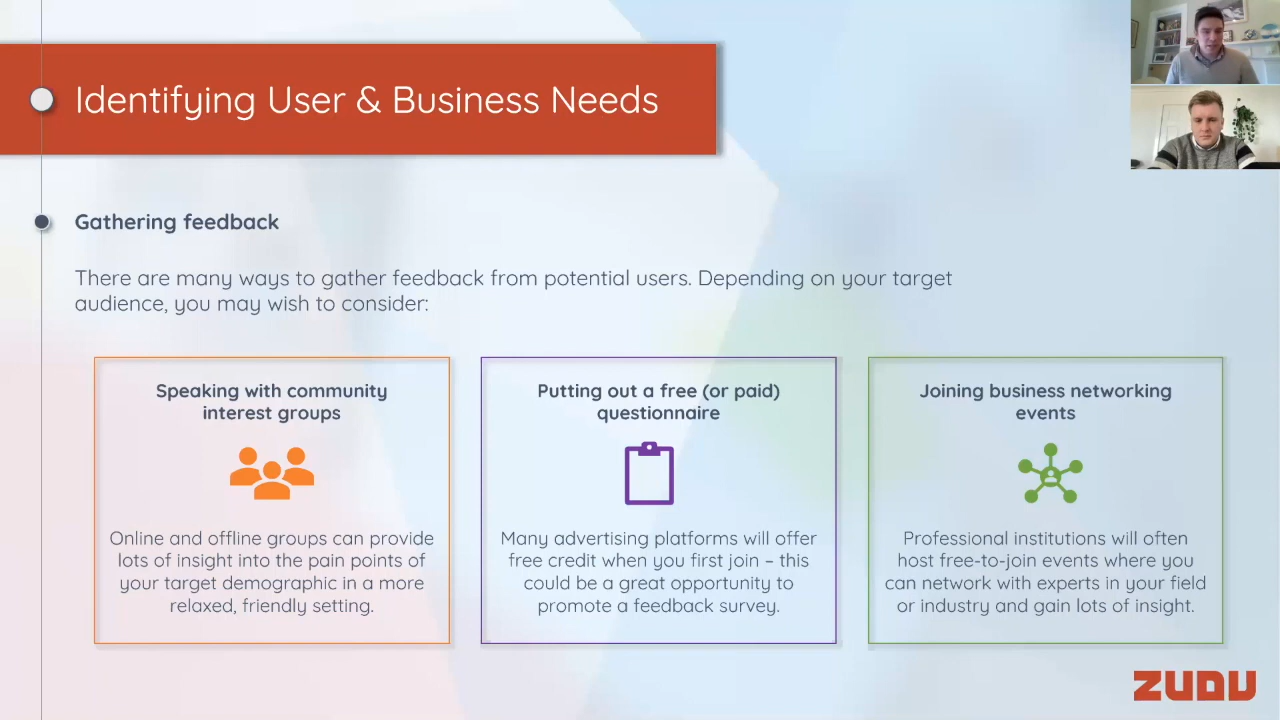 Identifying User & Business Needs
Gathering feedback
There are many ways to gather feedback from potential users. Depending on your target
audience, you may wish to consider:
Speaking with community
interest groups
Online and offline groups can provide
lots of insight into the pain points of
your target demographic in a more
relaxed, friendly setting.
Putting out a free (or paid)
questionnaire
Many advertising platforms will offer
free credit when you first join – this
could be a great opportunity to
promote a feedback survey.
Joining business networking
events
Professional institutions will often
host free-to-join events where you
can network with experts in your field
or industry and gain lots of insight.
ZUDU